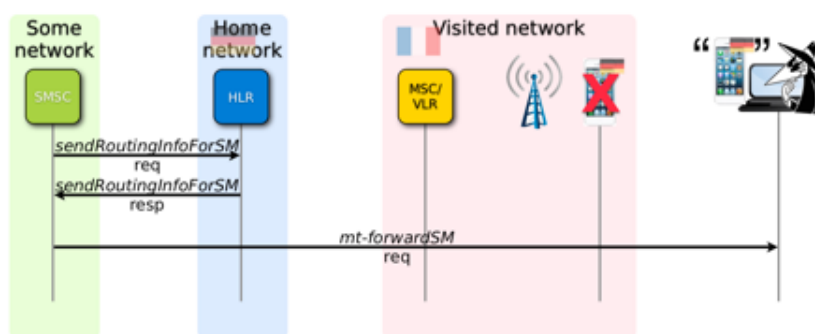 Some
network
Home
network
Visited network
SMSC
HLR
MSC/
VLR
“ ”
sendRoutingInfoForSM
req
sendRoutingInfoForSM
resp
mt-forwardSM
req